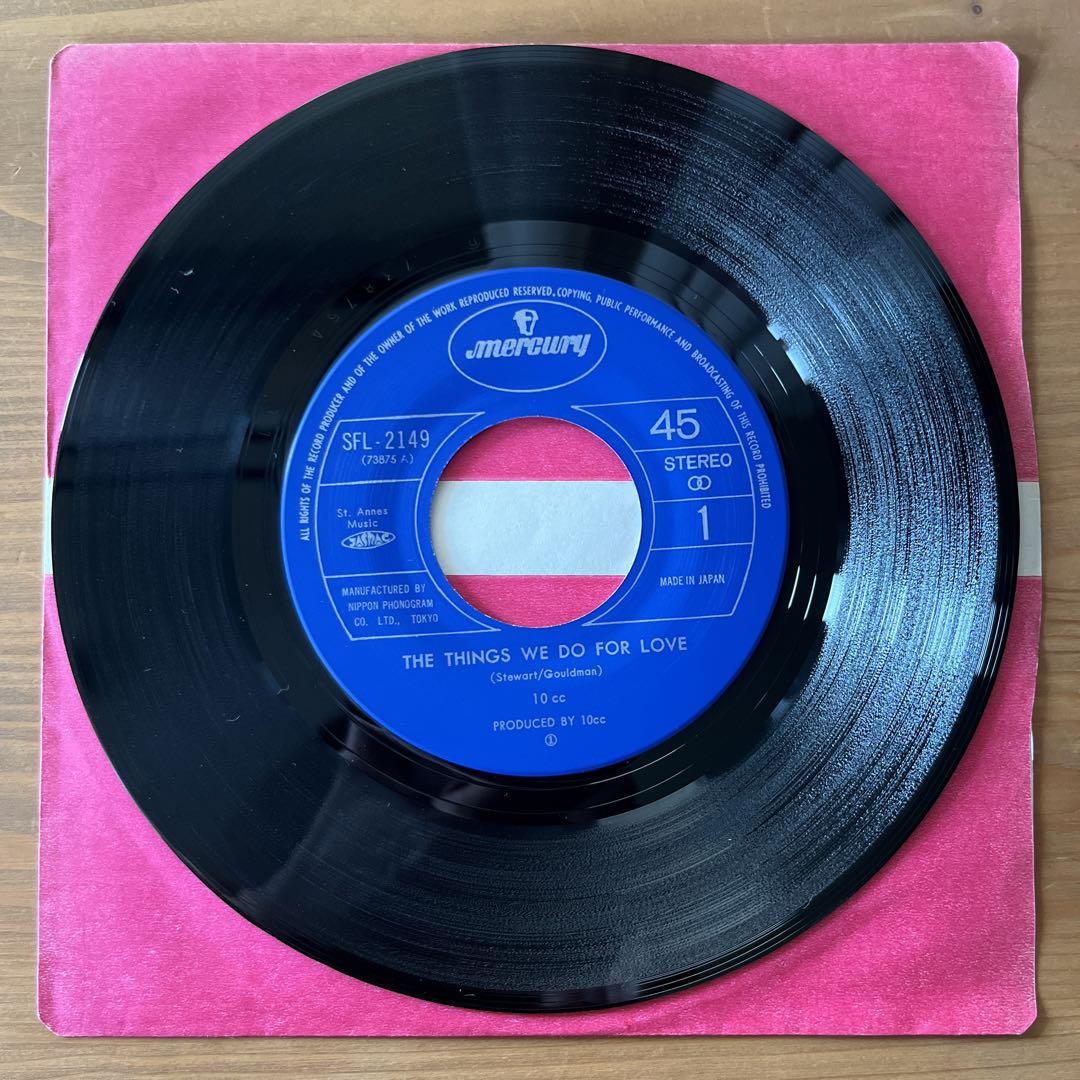 ALL RIGHTS OF THE RECORD PRODUCER AND OF THE OWNER OF THE WORK REPRODUCED RESERVED. COPYING, PUBLIC PERFORMANCE AND BROADCASTING OF THIS RECORD PROHIBITED
mercury
SFL-2149
(73875 A)
St. Annes
Music
JASRAC
MANUFACTURED BY
NIPPON PHONOGRAM
CO. LTD., TOKYO
45
STEREO
1
MADE IN JAPAN
THE THINGS WE DO FOR LOVE
(Stewart/Gouldman)
10 cc
PRODUCED BY 10cc
①